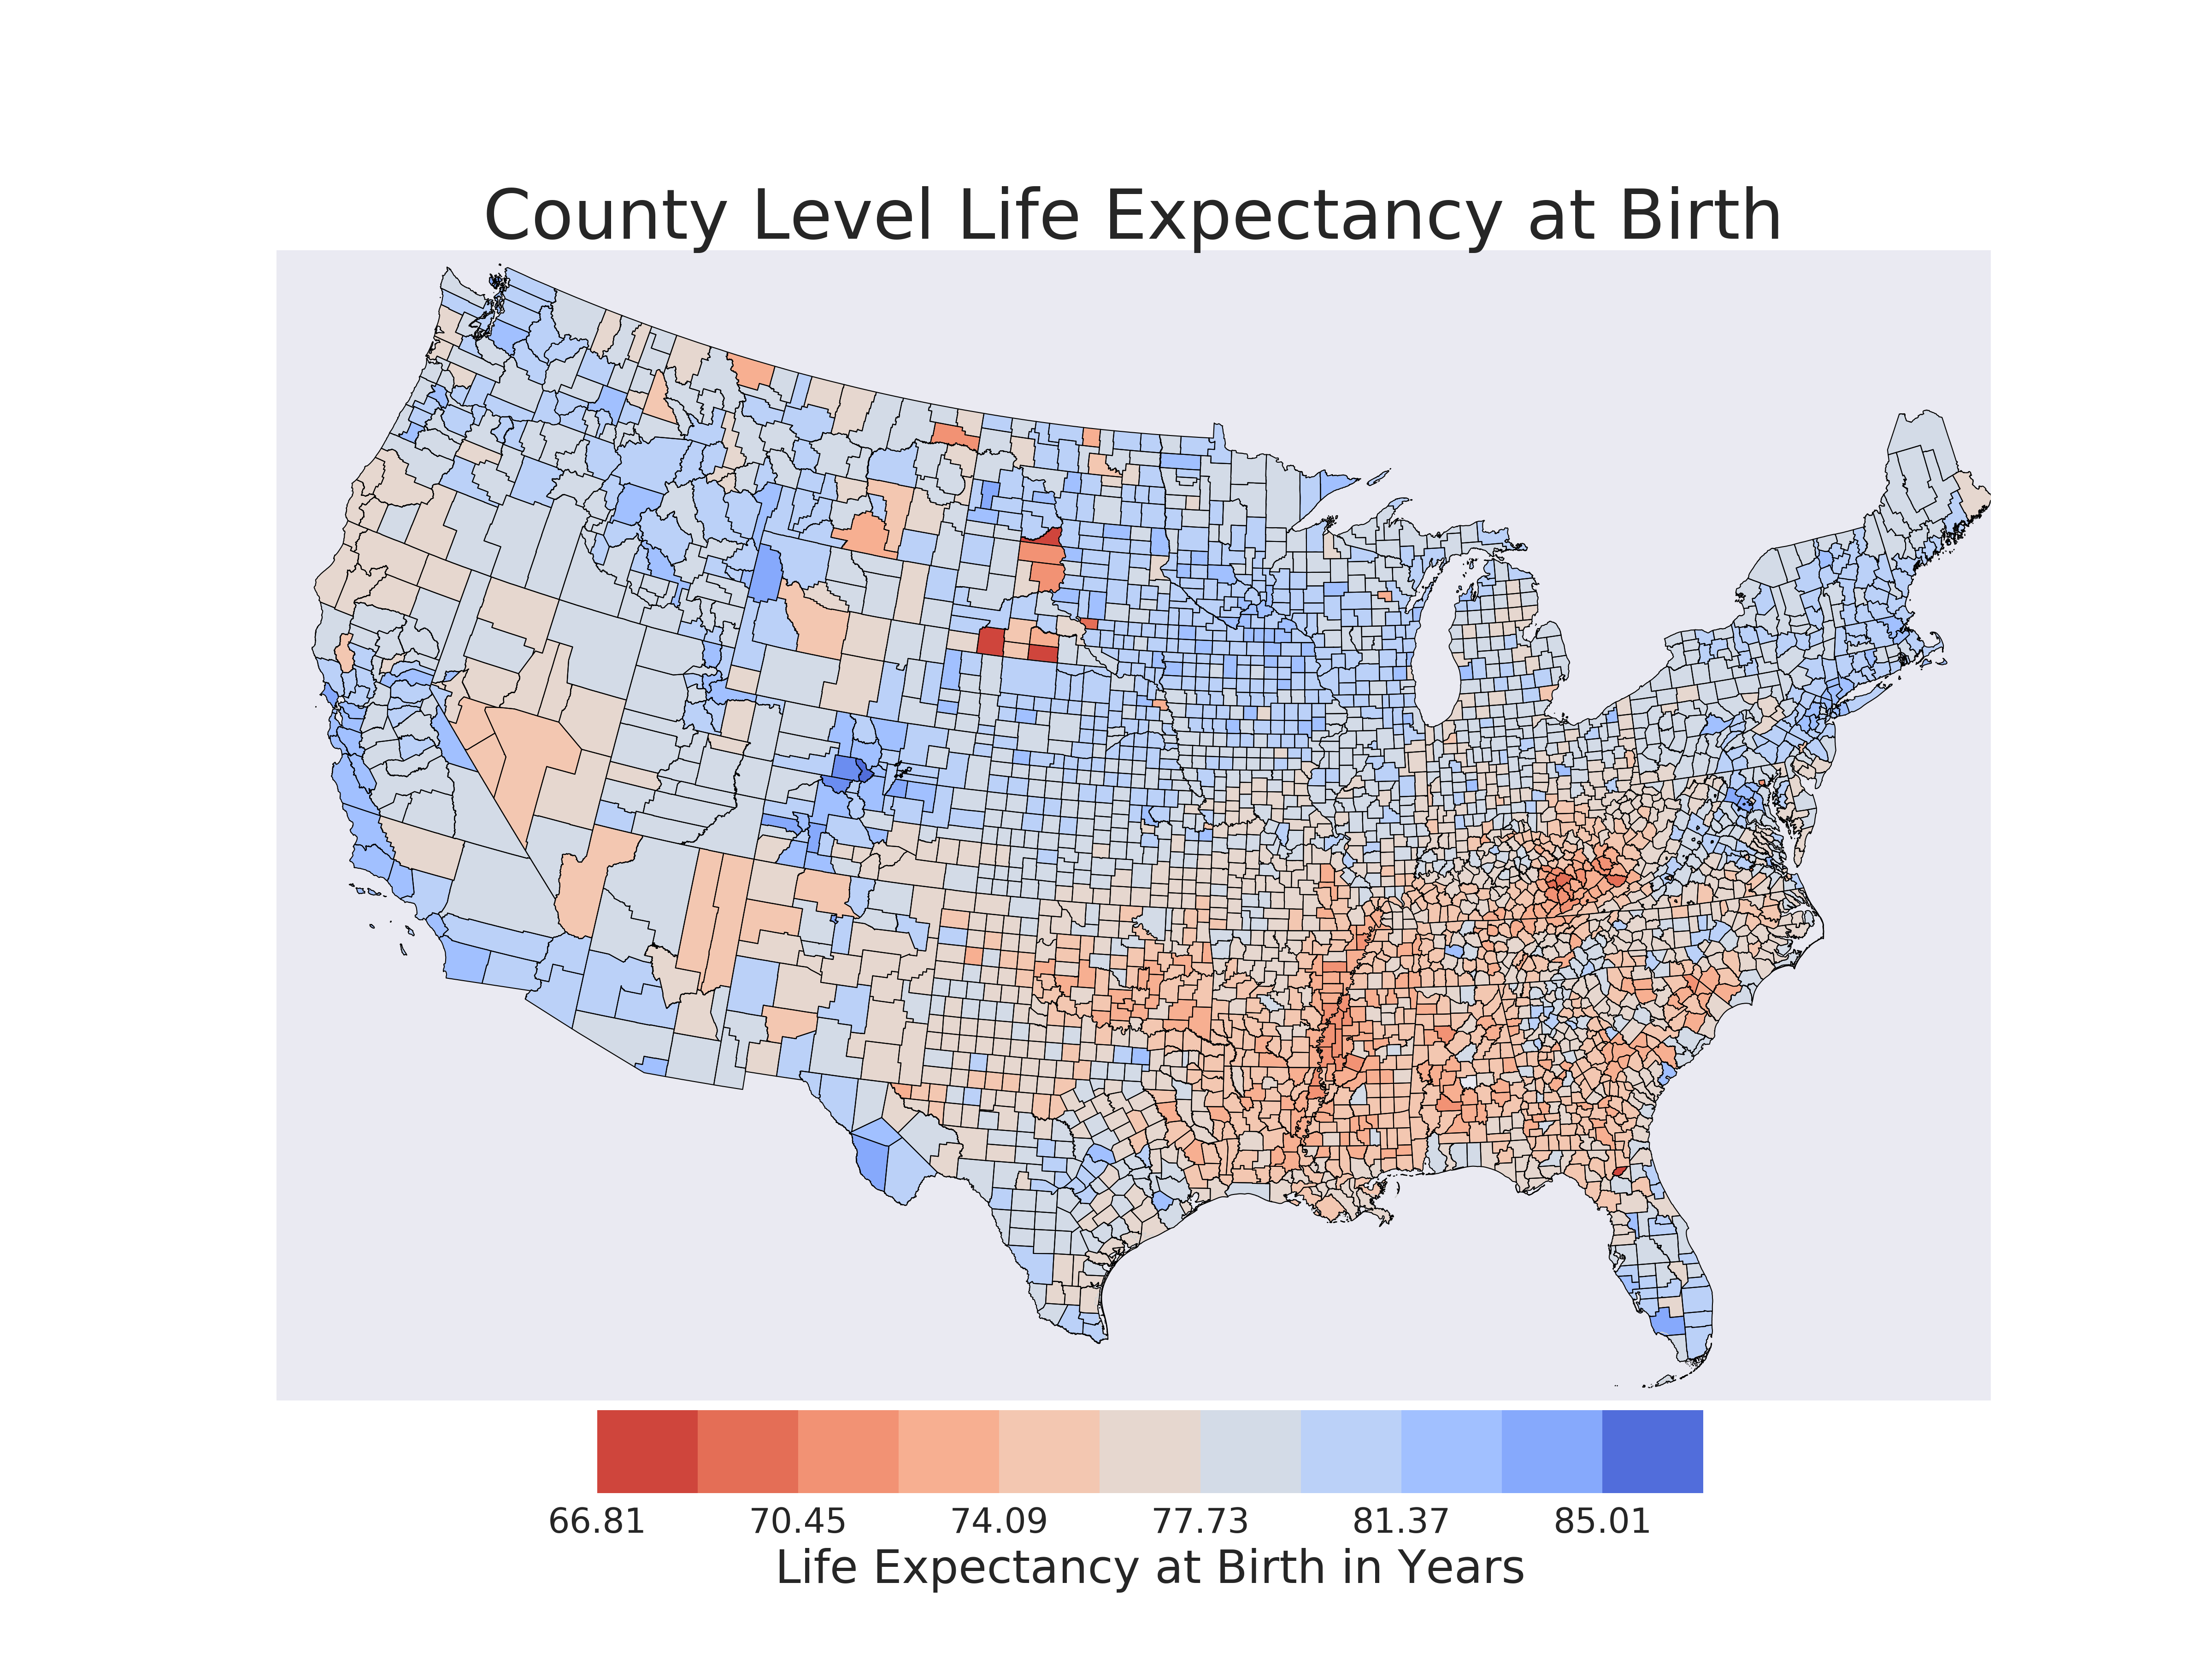 County Level Life Expectancy at Birth
66.81 70.45 74.09 77.73 81.37 85.01
Life Expectancy at Birth in Years